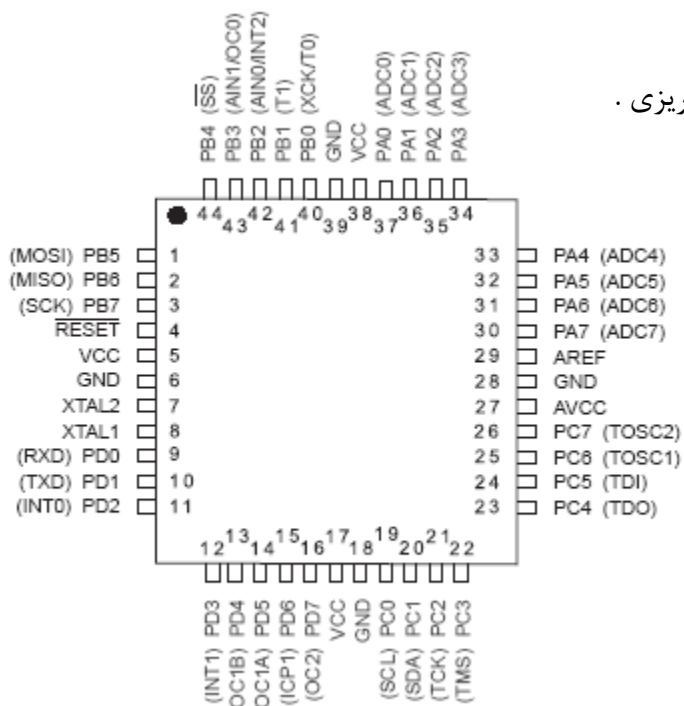 ریزی .
PB4 (S̅S̅)
PB3 (AIN1/OC0)
PB2 (AIN0/INT2)
PB1 (T1)
PB0 (XCK/T0)
GND
VCC
PA0 (ADC0)
PA1 (ADC1)
PA2 (ADC2)
PA3 (ADC3)
44 43 42 41 40 39 38 37 36 35 34
(MOSI) PB5 1
(MISO) PB6 2
(SCK) PB7 3
R̅E̅S̅E̅T̅ 4
VCC 5
GND 6
XTAL2 7
XTAL1 8
(RXD) PD0 9
(TXD) PD1 10
(INT0) PD2 11
33 PA4 (ADC4)
32 PA5 (ADC5)
31 PA6 (ADC6)
30 PA7 (ADC7)
29 AREF
28 GND
27 AVCC
26 PC7 (TOSC2)
25 PC6 (TOSC1)
24 PC5 (TDI)
23 PC4 (TDO)
12 13 14 15 16 17 18 19 20 21 22
(INT1) PD3
OC1B) PD4
OC1A) PD5
(ICP1) PD6
(OC2) PD7
VCC
GND
(SCL) PC0
(SDA) PC1
(TCK) PC2
(TMS) PC3